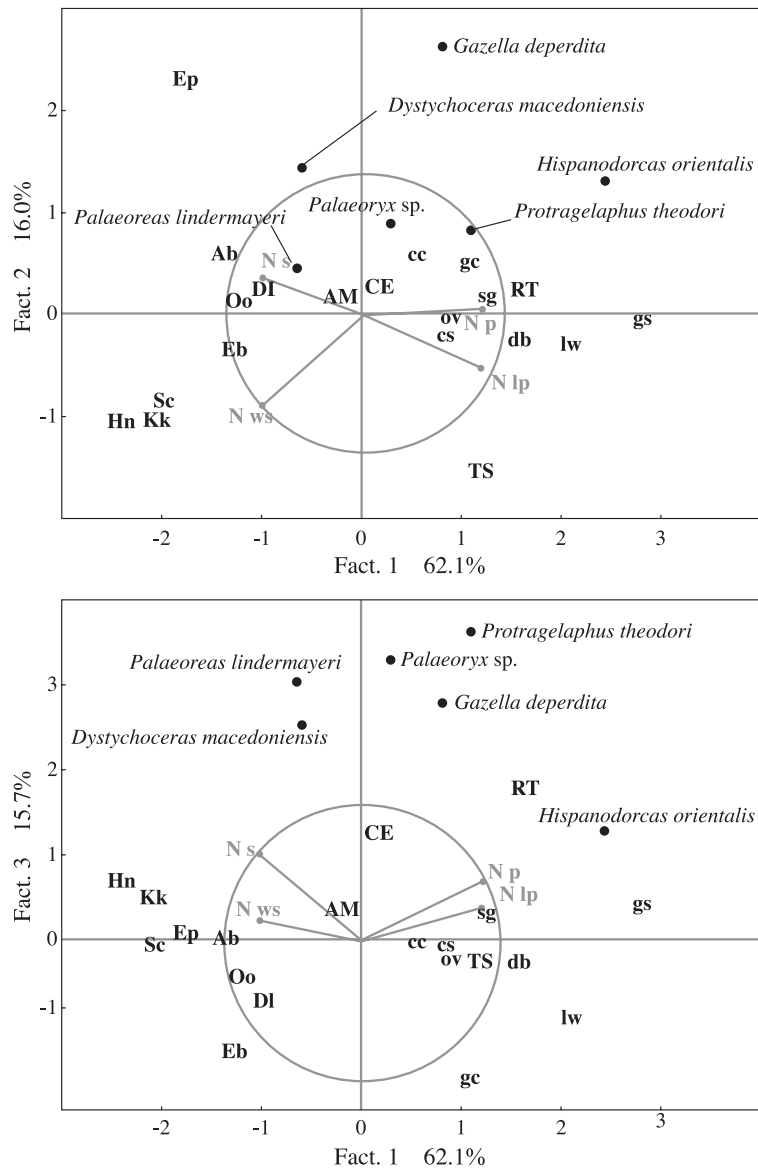 Gazella deperdita
Ep
2
Dystychoceras macedoniensis
Hispanodorcas orientalis
Fact. 2 16.0%
1
Palaeoreas lindermayeri
Palaeoryx sp.
Protragelaphus theodori
Ab
N s
cc
gc
DI
CE
RT
Oo
AM
sg
0
ov
N p
gs
Eb
cs
db
lw
N lp
Sc
-1
Hn
Kk
N ws
TS
-2
-1
0
1
2
3
Fact. 1 62.1%
Protragelaphus theodori
Palaeoreas lindermayeri
Palaeoryx sp.
3
Gazella deperdita
Dystychoceras macedoniensis
2
RT
Hispanodorcas orientalis
Fact. 3 15.7%
CE
1
N s
N p
Hn
Kk
N lp
N ws
AM
sg
gs
Ep
0
Sc
Ab
cc
cs
ov
TS
db
Oo
Dl
-1
lw
Eb
gc
-2
-1
0
1
2
3
Fact. 1 62.1%